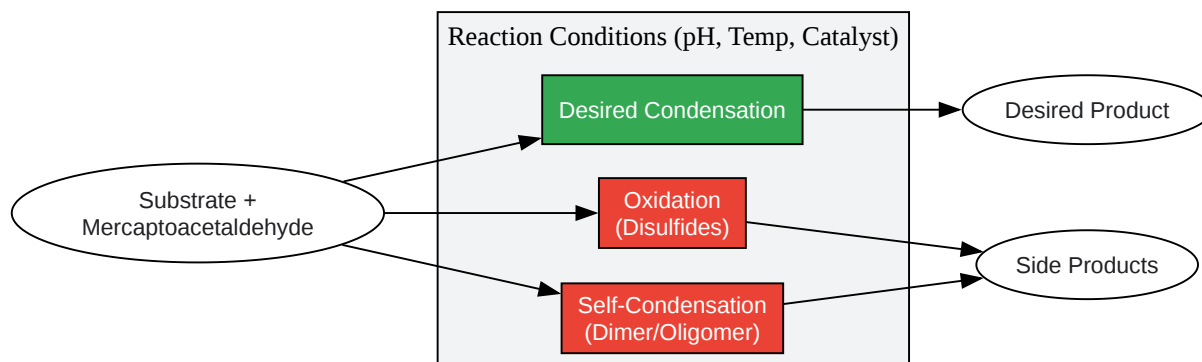 Reaction Conditions (pH, Temp, Catalyst)
Desired Condensation
Desired Product
Substrate +
Mercaptoacetaldehyde
Oxidation
(Disulfides)
Side Products
Self-Condensation
(Dimer/Oligomer)